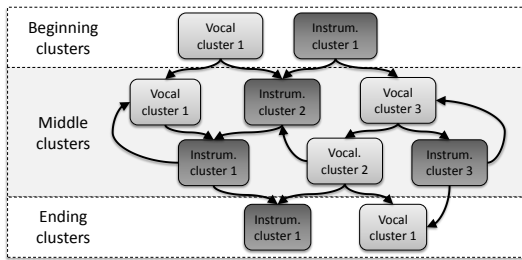 Beginning
clusters
Vocal
cluster 1
Instrum.
cluster 1
Middle
clusters
Vocal
cluster 1
Instrum.
cluster 2
Vocal
cluster 3
Instrum.
cluster 1
Vocal.
cluster 2
Instrum.
cluster 3
Ending
clusters
Instrum.
cluster 1
Vocal
cluster 1